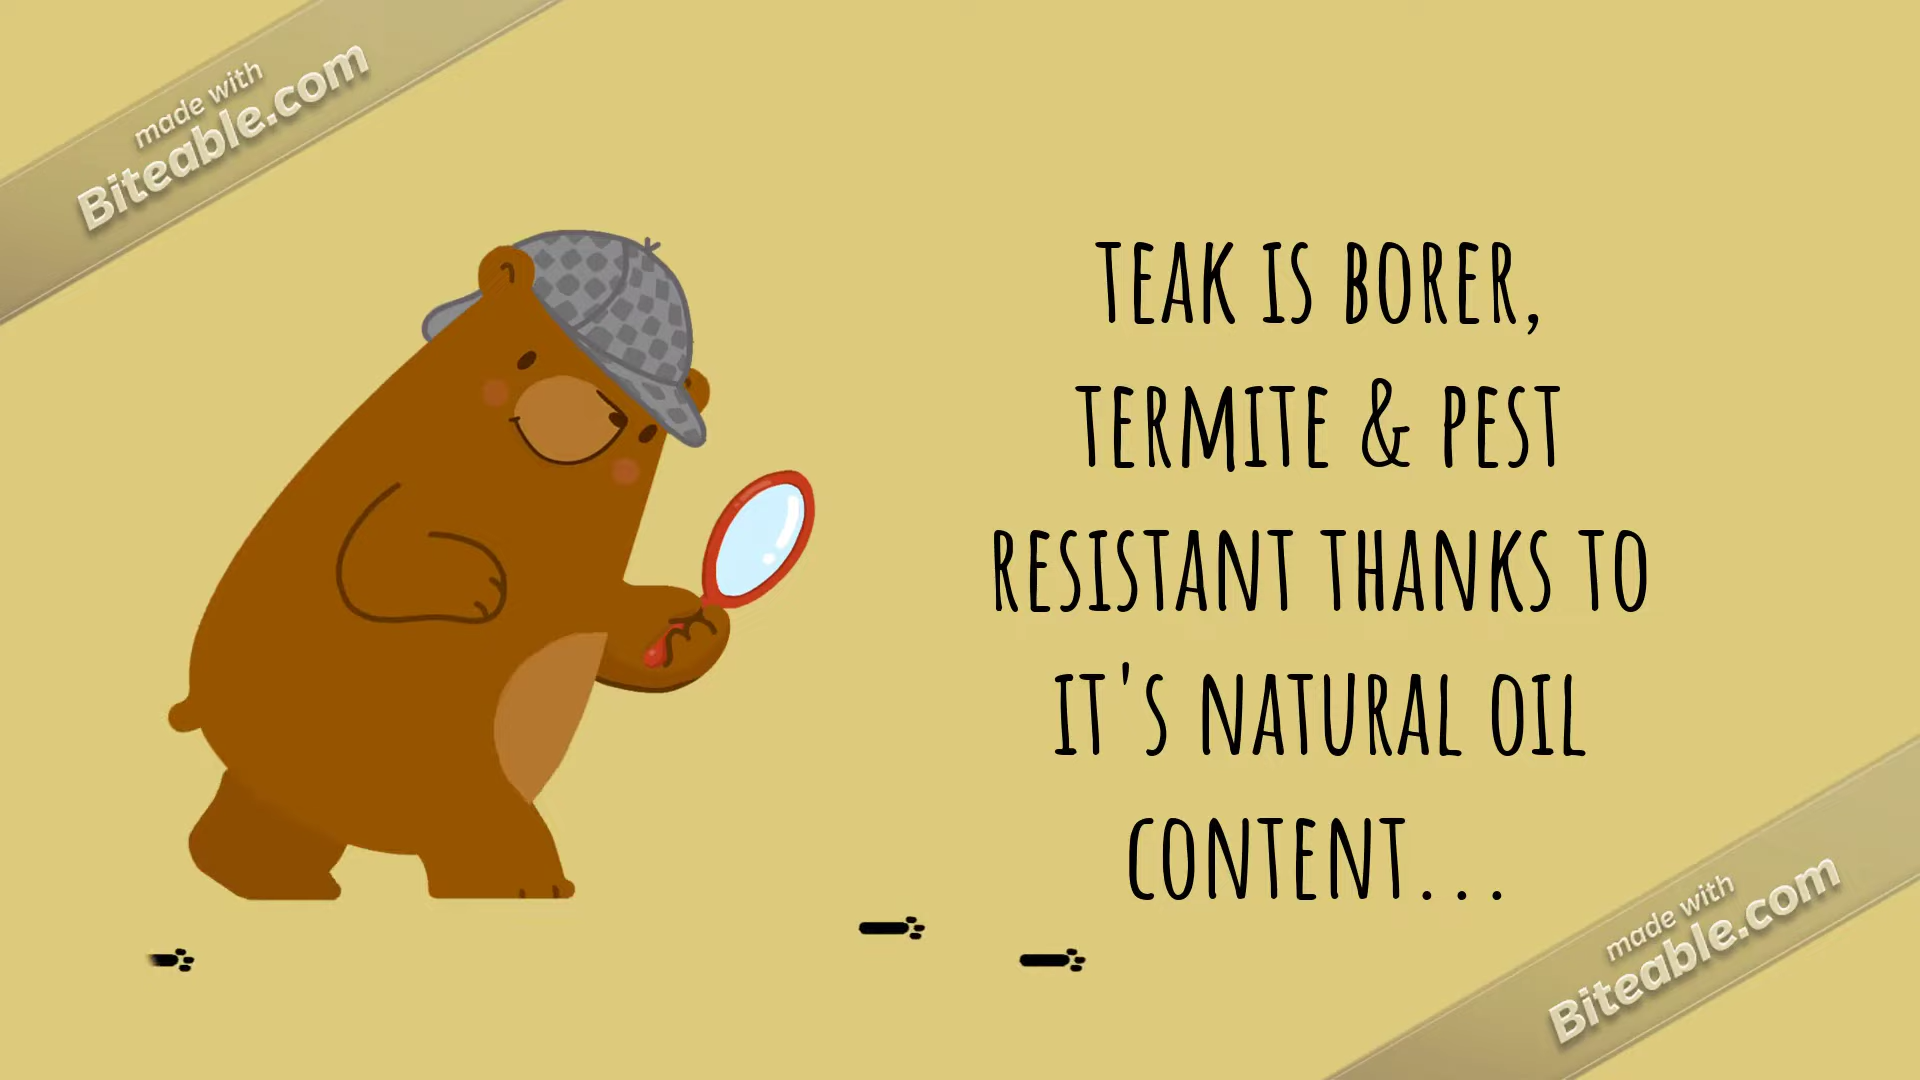 made with
Biteable.com
TEAK IS BORER,
TERMITE & PEST
RESISTANT THANKS TO
IT'S NATURAL OIL
CONTENT...
made with
Biteable.com